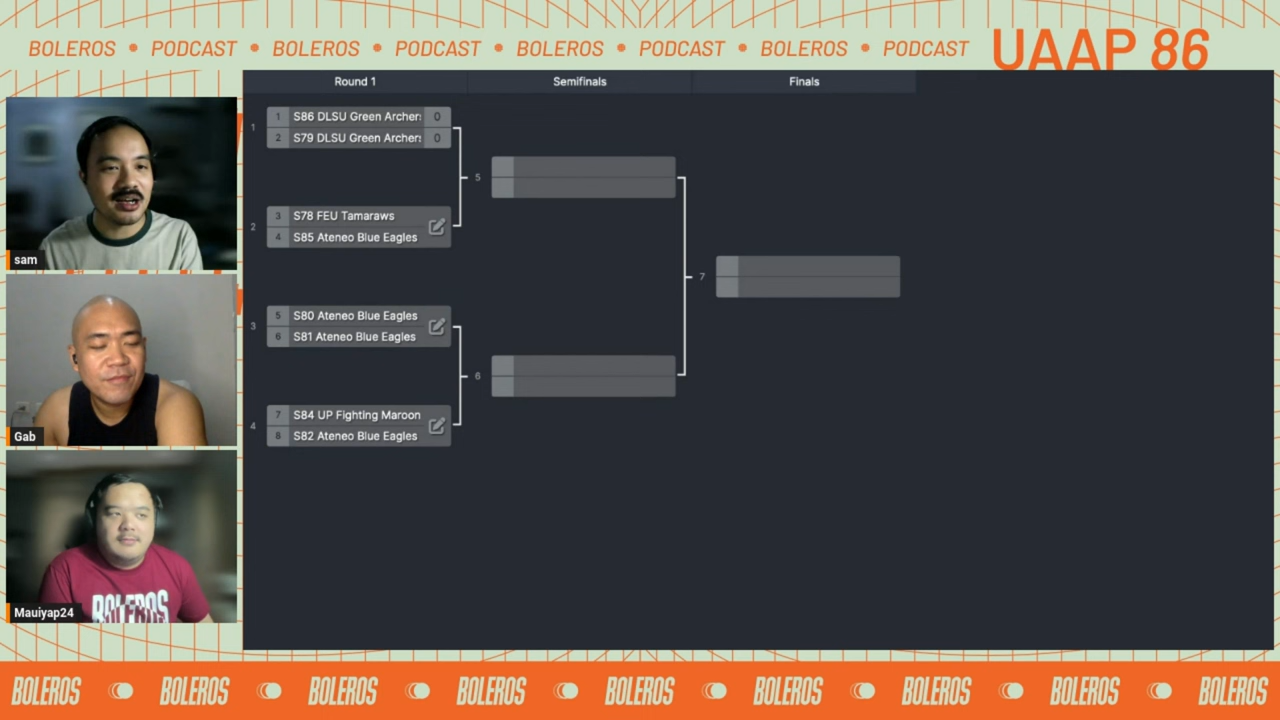 BOLEROS • PODCAST • BOLEROS • PODCAST • BOLEROS • PODCAST • BOLEROS • PODCAST
UAAP 86
Round 1
Semifinals
Finals
1
1 S86 DLSU Green Archers 0
2 S79 DLSU Green Archers 0
5
2
3 S78 FEU Tamaraws
4 S85 Ateneo Blue Eagles
7
3
5 S80 Ateneo Blue Eagles
6 S81 Ateneo Blue Eagles
6
4
7 S84 UP Fighting Maroon
8 S82 Ateneo Blue Eagles
sam
Gab
BOLEROS
Mauiyap24
BOLEROS BOLEROS BOLEROS BOLEROS BOLEROS BOLEROS BOLEROS BOLEROS BOLEROS